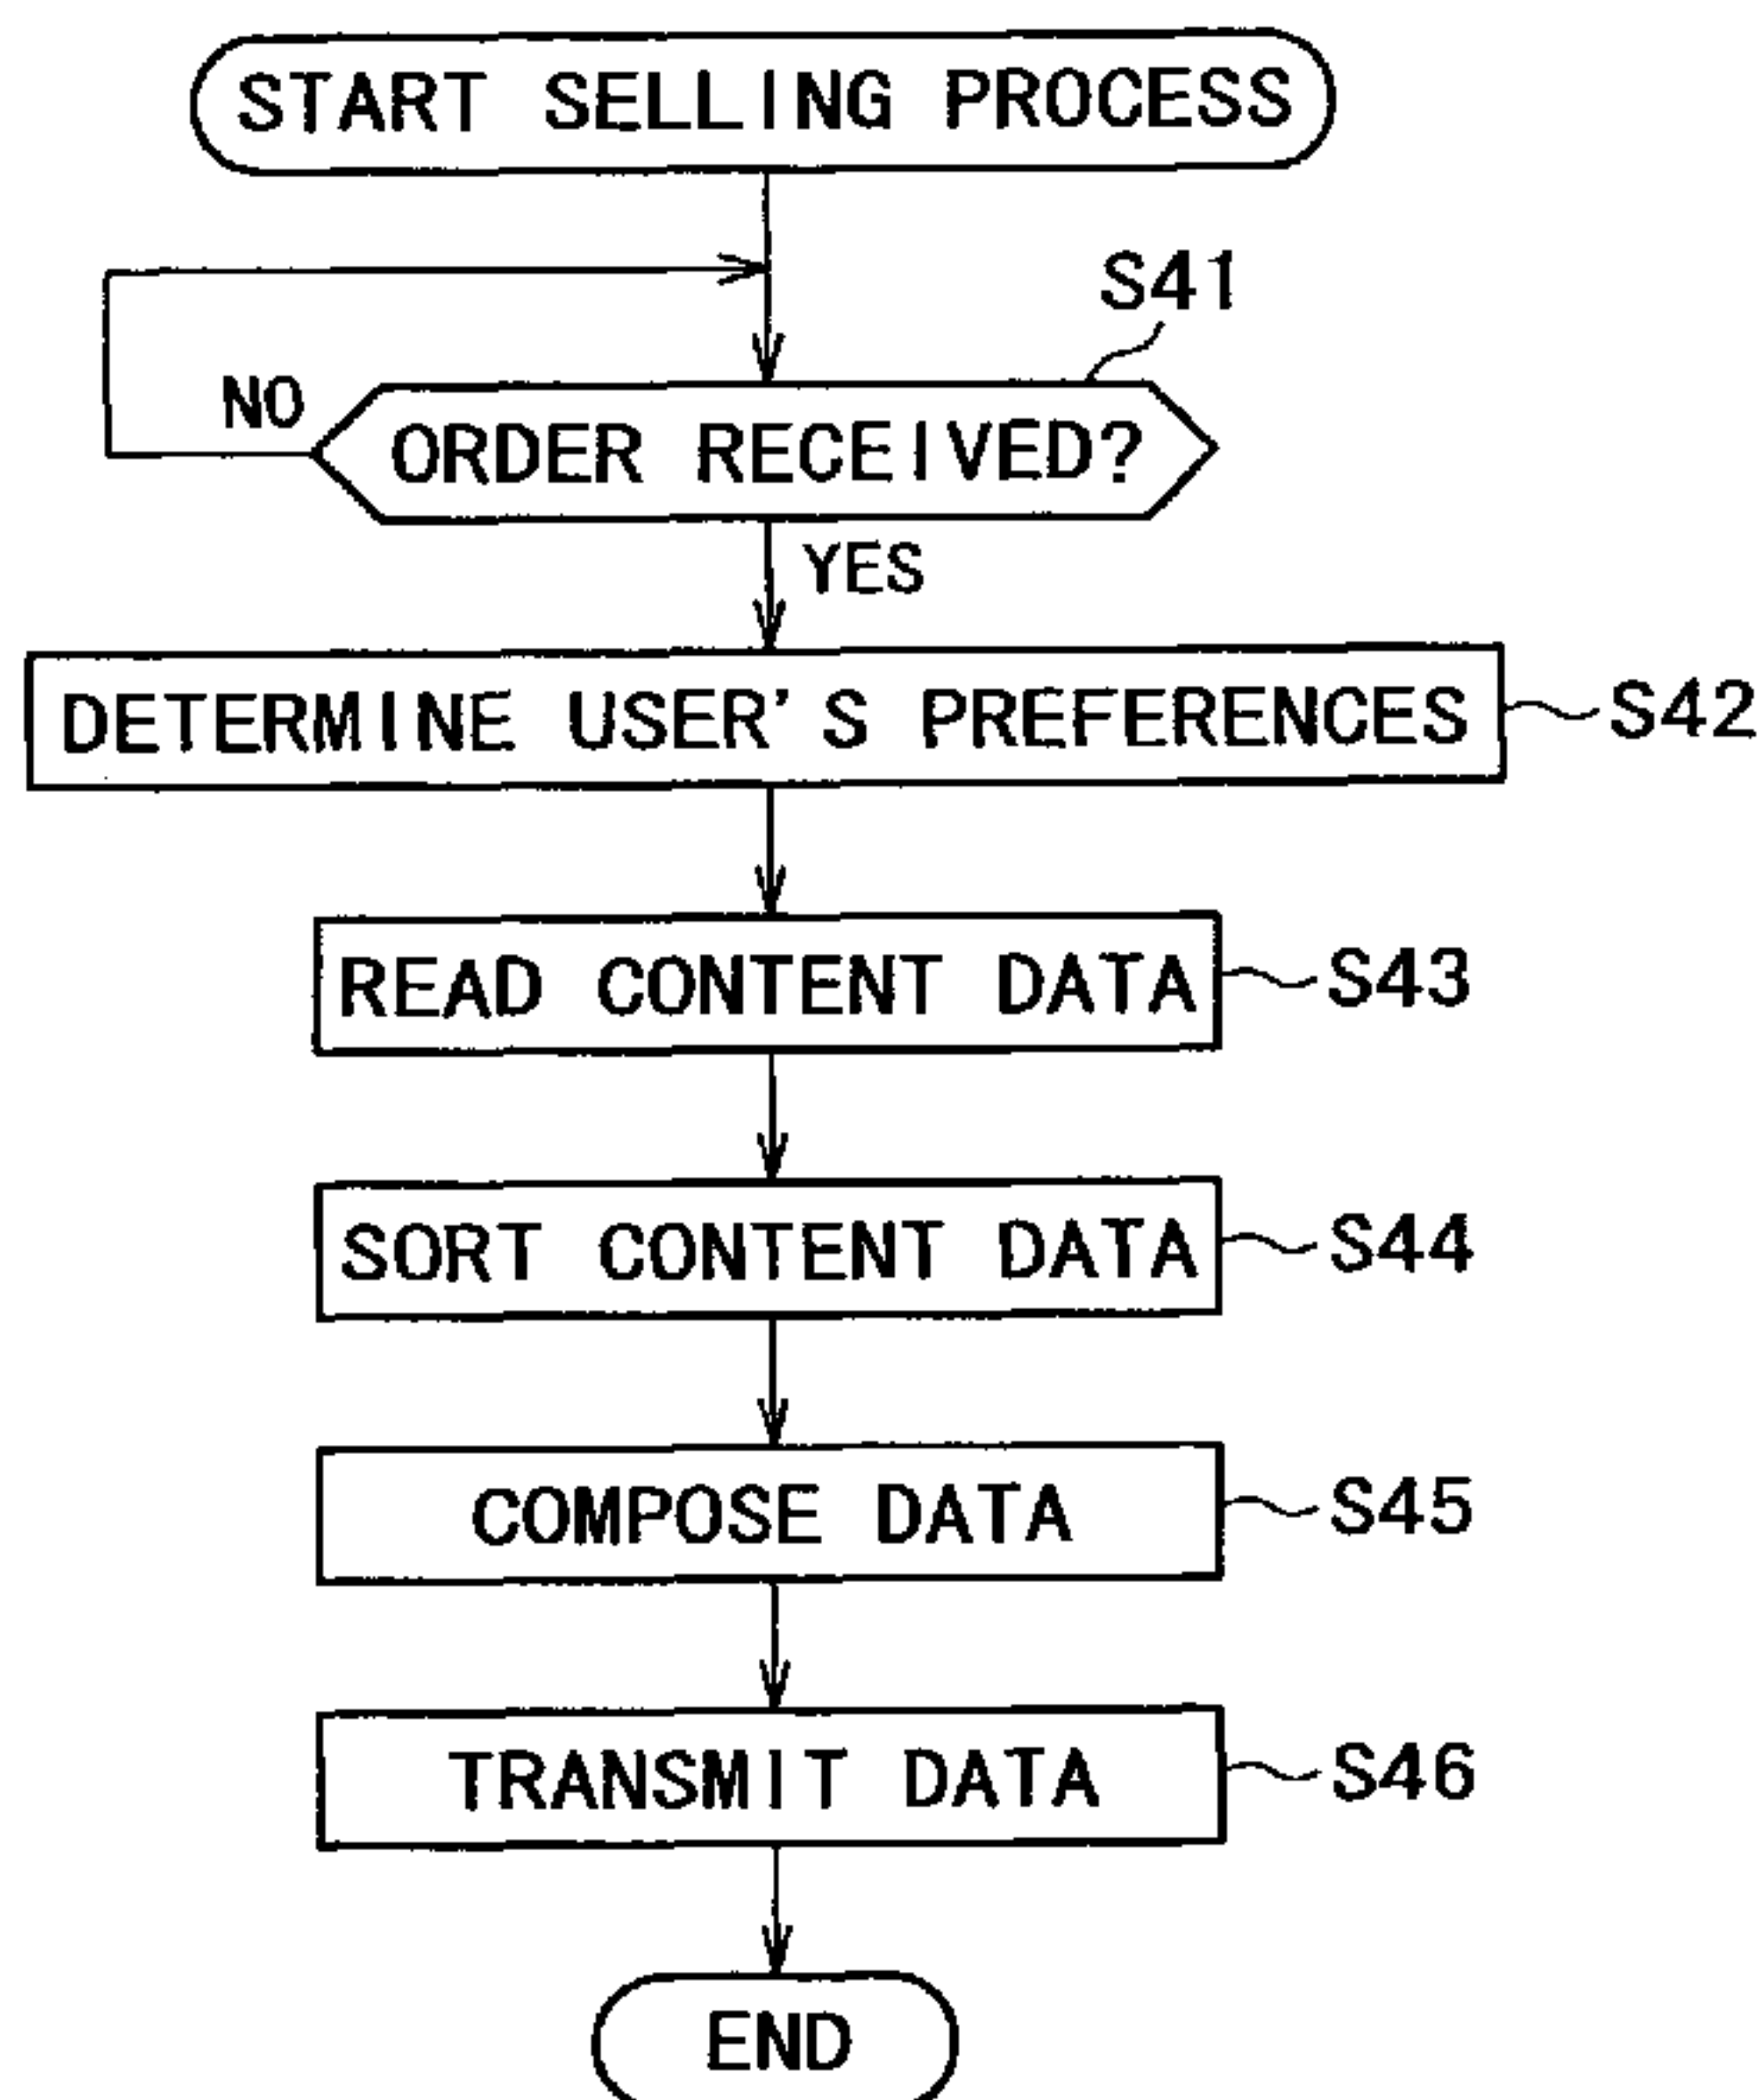 START SELLING PROCESS
S41
NO
ORDER RECEIVED?
YES
DETERMINE USER'S PREFERENCES
S42
READ CONTENT DATA
S43
SORT CONTENT DATA
S44
COMPOSE DATA
S45
TRANSMIT DATA
S46
END